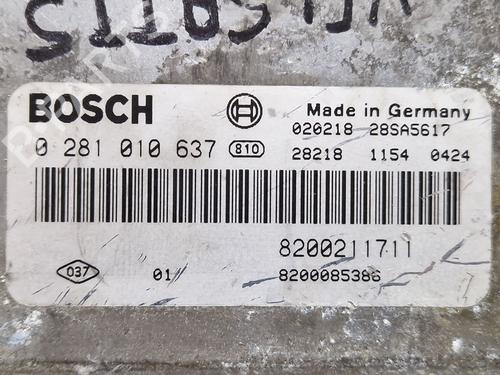 BOSCH
Made in Germany
020218 28SA5617
0 281 010 637 810
28218 1154 0424
8200211711
037 01 8200085386